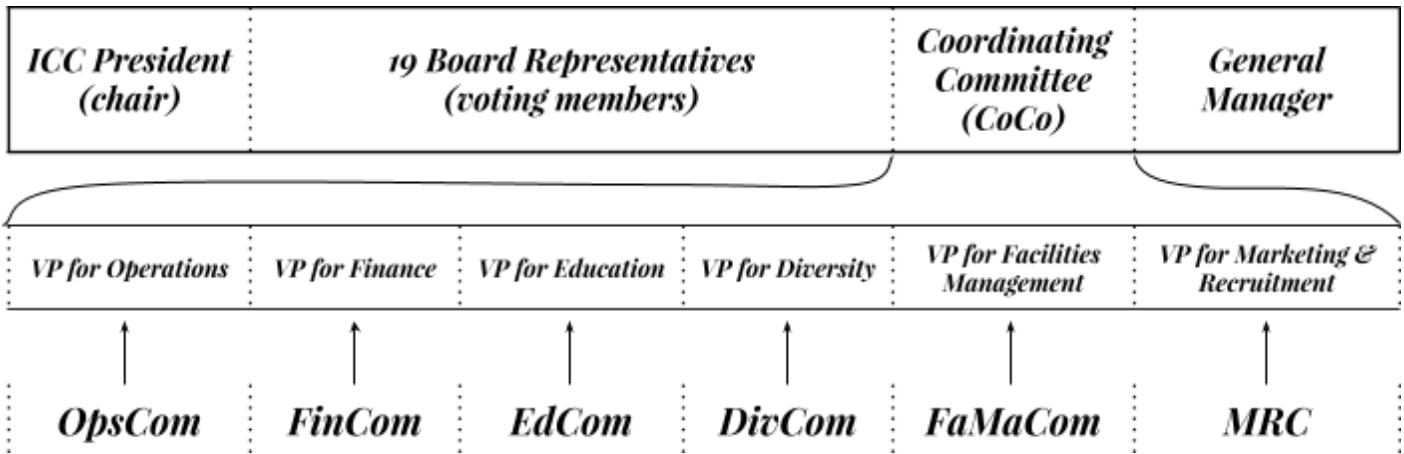 ICC President
(chair)
19 Board Representatives
(voting members)
Coordinating
Committee
(CoCo)
General
Manager
VP for Operations
VP for Finance
VP for Education
VP for Diversity
VP for Facilities
Management
VP for Marketing &
Recruitment
OpsCom
FinCom
EdCom
DivCom
FaMaCom
MRC